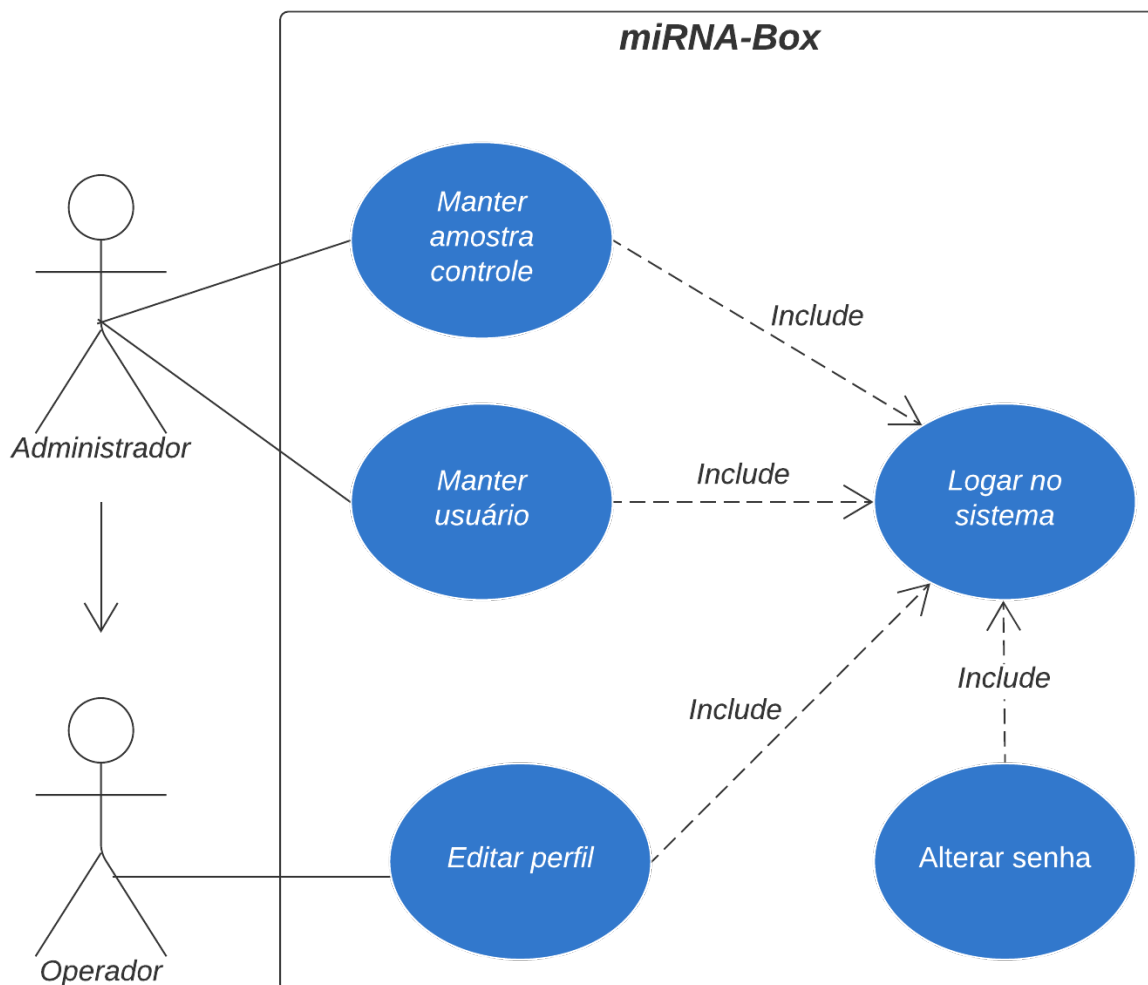 miRNA-Box
Manter
amostra
controle
Include
Administrador
Manter
usuário
Include
Logar no
sistema
Include
Include
Editar perfil
Alterar senha
Operador